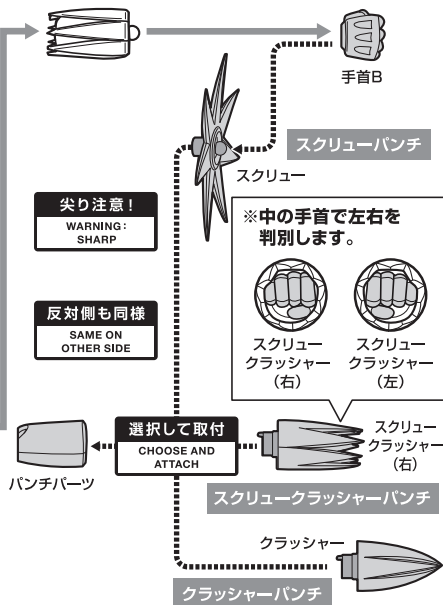 手首B
スクリューパンチ
スクリュー
尖り注意！
WARNING:
SHARP
※中の手首で左右を
判別します。
スクリュー
クラッシャー
（右）
スクリュー
クラッシャー
（左）
反対側も同様
SAME ON
OTHER SIDE
選択して取付
CHOOSE AND
ATTACH
パンチパーツ
スクリュー
クラッシャー
（右）
スクリュークラッシャーパンチ
クラッシャー
クラッシャーパンチ